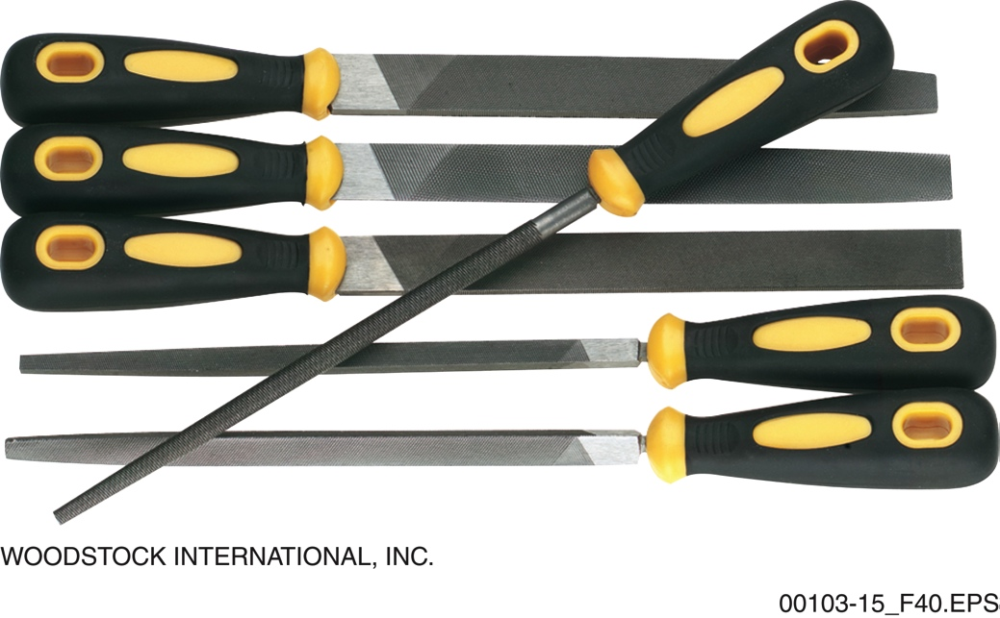 WOODSTOCK INTERNATIONAL, INC.
00103-15_F40.EPS